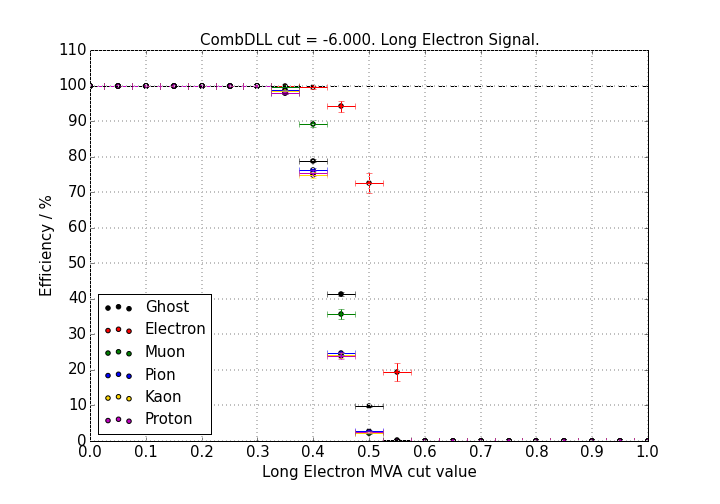 CombDLL cut = -6.000. Long Electron Signal.
110
100
90
80
70
60
50
40
30
20
10
0
Efficiency / %
Ghost
Electron
Muon
Pion
Kaon
Proton
0.0 0.1 0.2 0.3 0.4 0.5 0.6 0.7 0.8 0.9 1.0
Long Electron MVA cut value